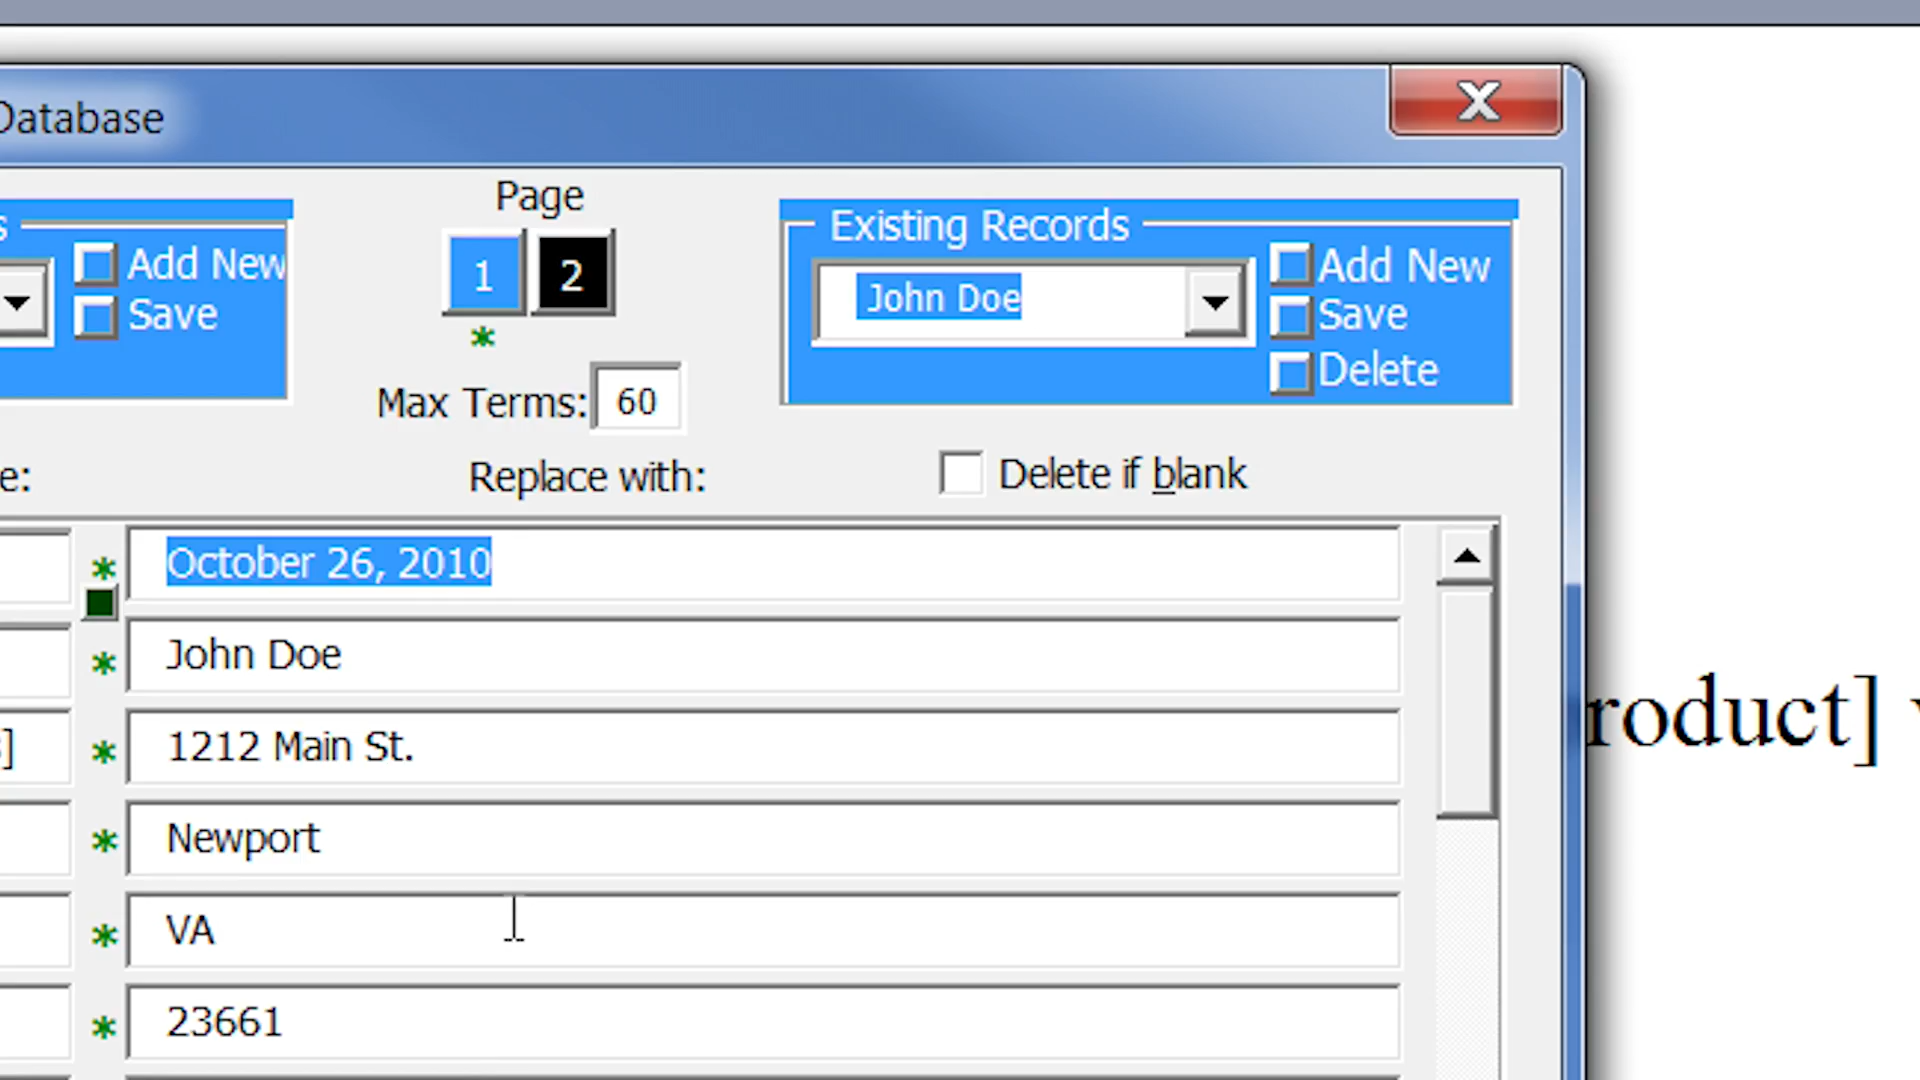 Database
Page
s
Add New
Save
1 2
*
Existing Records
John Doe
Add New
Save
Delete
Max Terms: 60
e:
Replace with:
Delete if blank
* October 26, 2010
* John Doe
s] * 1212 Main St.
* Newport
* VA
* 23661
roduct]